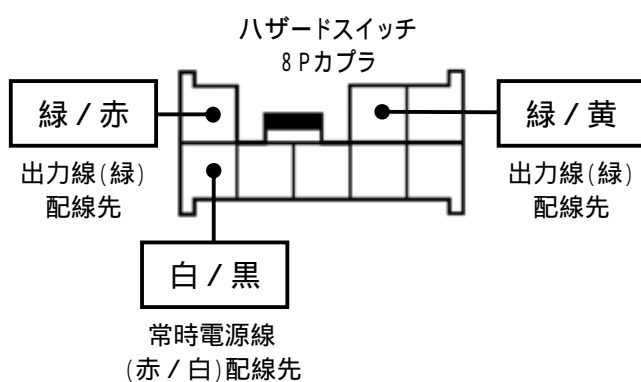 ハザードスイッチ
8Pカプラ
緑/赤
緑/黄
出力線(緑)
配線先
出力線(緑)
配線先
白/黒
常時電源線
(赤/白)配線先